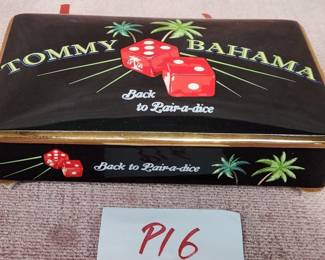 TOMMY BAHAMA
Back
to Pair-a-dice
Back to Pair-a-dice
P16